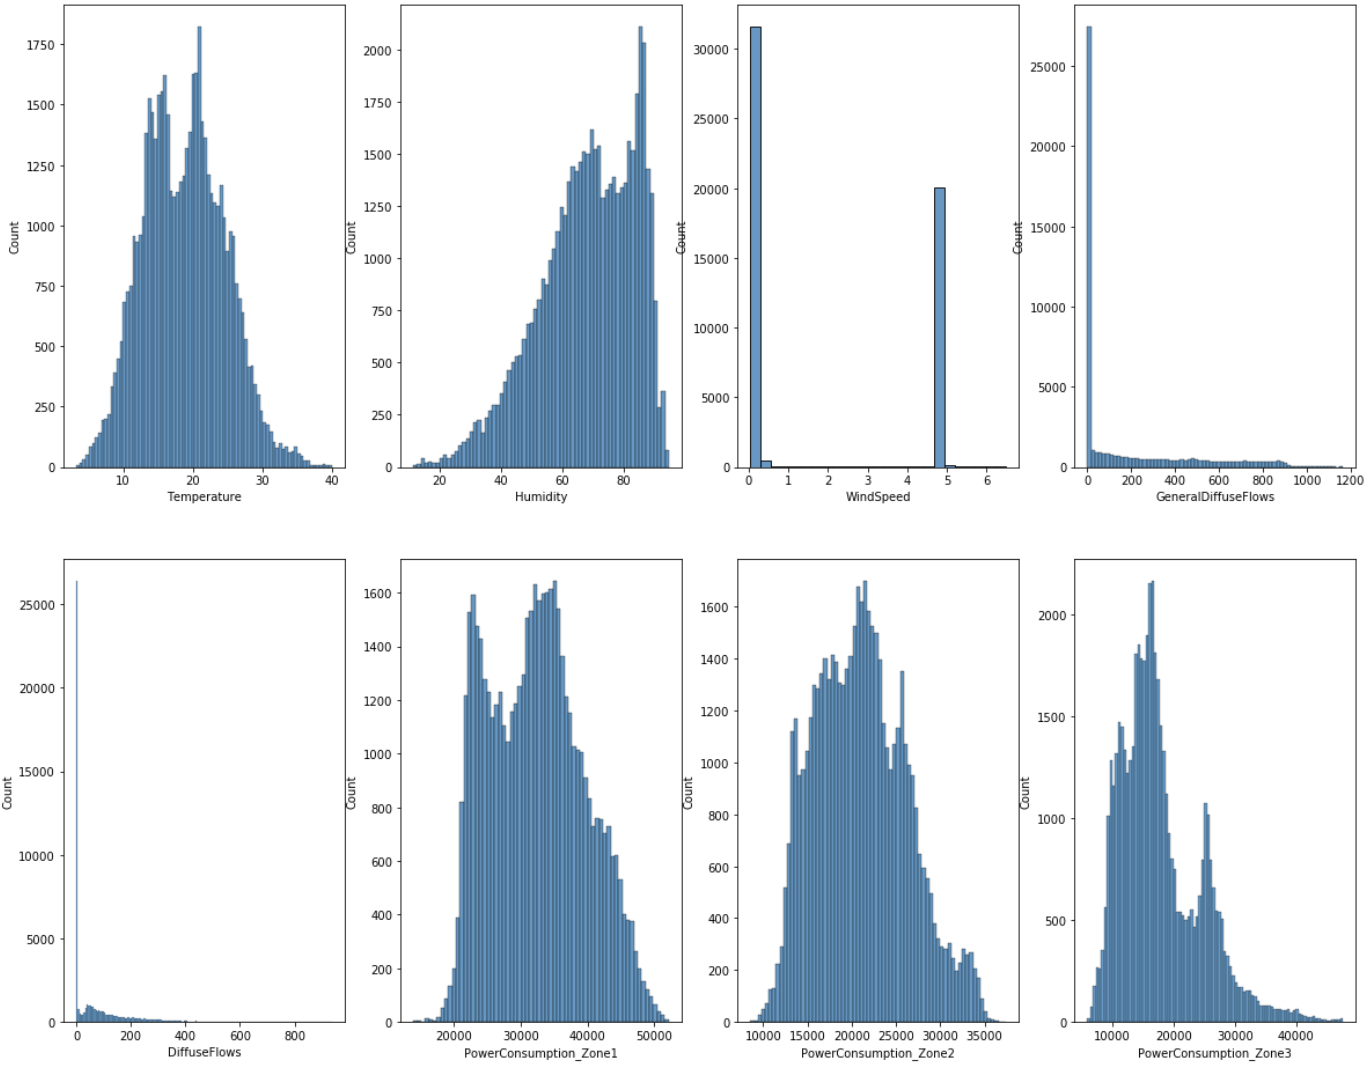 1750
1500
1250
1000
750
500
250
0
Count
10 20 30 40
Temperature
2000
1750
1500
1250
1000
750
500
250
0
Count
20 40 60 80
Humidity
30000
25000
20000
15000
10000
5000
0
Count
0 1 2 3 4 5 6
WindSpeed
25000
20000
15000
10000
5000
0
Count
0 200 400 600 800 1000 1200
GeneralDiffuseFlows
25000
20000
15000
10000
5000
0
Count
0 200 400 600 800
DiffuseFlows
1600
1400
1200
1000
800
600
400
200
0
Count
20000 30000 40000 50000
PowerConsumption_Zone1
1600
1400
1200
1000
800
600
400
200
0
Count
10000 15000 20000 25000 30000 35000
PowerConsumption_Zone2
2000
1500
1000
500
0
Count
10000 20000 30000 40000
PowerConsumption_Zone3